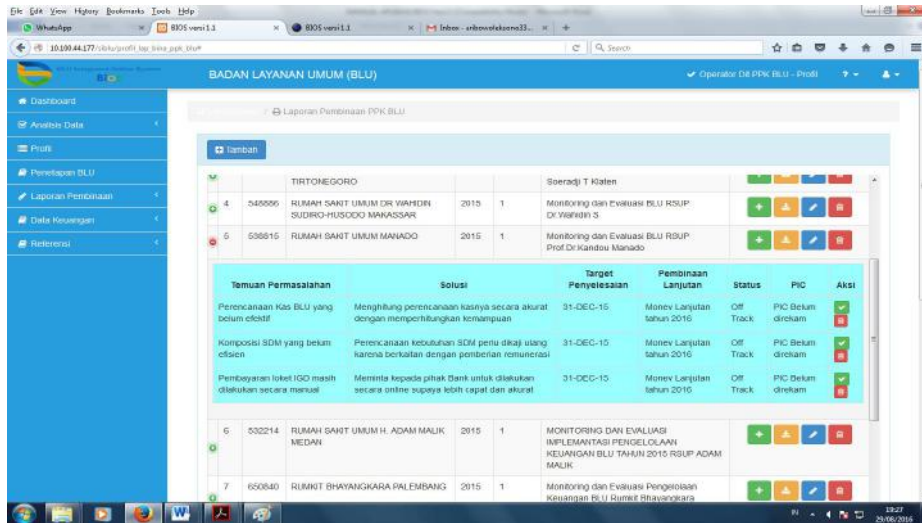 File Edit View History Bookmarks Tools Help
WhatsApp
BIOS versi 1.1
BIOS versi 1.1
10.100.44.177
Search
BIOS
BADAN LAYANAN UMUM (BLU)
Operator Dit PPK BLU - Profil
Dashboard
Analisis Data
Profil
Penetapan BLU
Laporan Pembinaan
Data Keuangan
Referensi
/ Laporan Pembinaan PPK BLU
Tambah
TIRTONEGORO
Soeradji T Klaten
4 RUMAH SAKIT UMUM DR WAHIDIN 2015 1 Monitoring dan Evaluasi BLU RSUP
SUDIRO-HUSODO MAKASSAR Dr.Wahidin S
5 RUMAH SAKIT UMUM MANADO 2015 1 Monitoring dan Evaluasi BLU RSUP
Prof.Dr.Kandou Manado
Temuan Permasalahan Solusi Target Penyelesaian Pembinaan Lanjutan Status PIC Aksi
Perencanaan Kas BLU yang Menghitung perencanaan kasnya secara akurat 31-DEC-15 Monev Lanjutan Off PIC Belum
belum efektif dengan memperhitungkan kemampuan tahun 2016 Track direkam
Komposisi SDM yang belum Perencanaan kebutuhan SDM perlu dikaji ulang 31-DEC-15 Monev Lanjutan Off PIC Belum
efisien karena berkaitan dengan pemberian remunerasi tahun 2016 Track direkam
Pembayaran loket IGD masih Meminta kepada pihak Bank untuk dilakukan 31-DEC-15 Monev Lanjutan Off PIC Belum
dilakukan secara manual secara online supaya lebih cepat dan akurat tahun 2016 Track direkam
6 532214 RUMAH SAKIT UMUM H. ADAM MALIK 2015 1 MONITORING DAN EVALUASI
MEDAN IMPLEMANTASI PENGELOLAAN
KEUANGAN BLU TAHUN 2015 RSUP ADAM
MALIK
7 650840 RUMKIT BHAYANGKARA PALEMBANG 2015 1 Monitoring dan Evaluasi Pengelolaan
Keuangan BLU Rumkit Bhayangkara
IN
19:27
29/08/2016